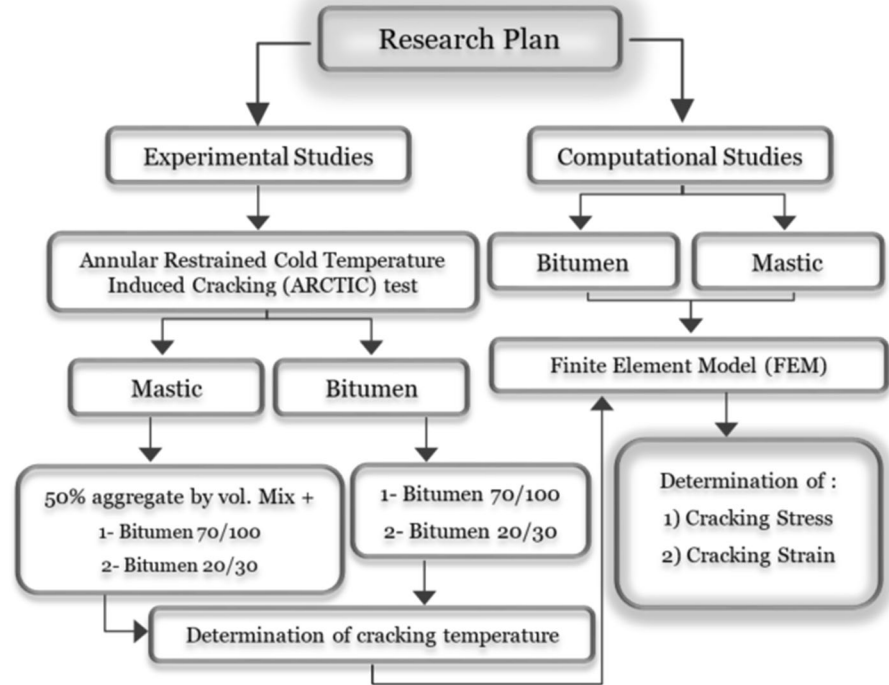 Research Plan
Experimental Studies
Computational Studies
Annular Restrained Cold Temperature
Induced Cracking (ARCTIC) test
Bitumen
Mastic
Mastic
Bitumen
Finite Element Model (FEM)
50% aggregate by vol. Mix +
1- Bitumen 70/100
2- Bitumen 20/30
1- Bitumen 70/100
2- Bitumen 20/30
Determination of :
1) Cracking Stress
2) Cracking Strain
Determination of cracking temperature